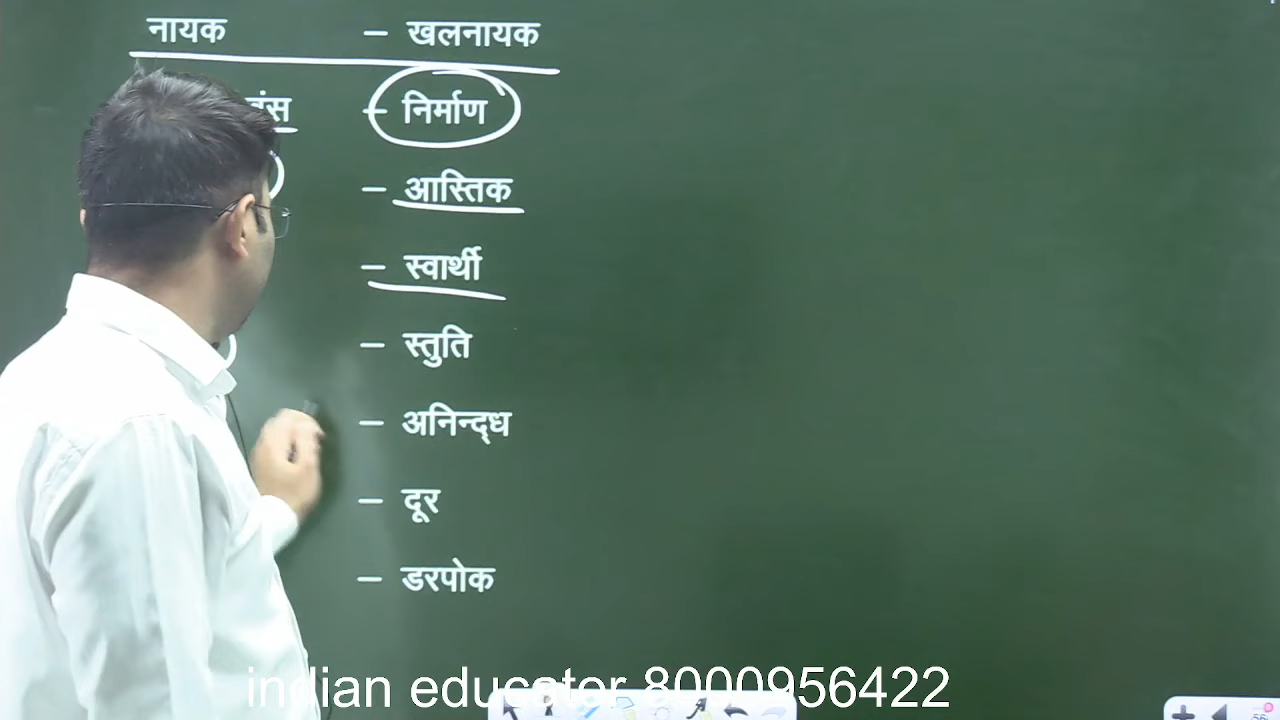 नायक – खलनायक
– निर्माण
– आस्तिक
– स्वार्थी
– स्तुति
– अनिन्द्ध
– दूर
– डरपोक
indian educator 8000956422